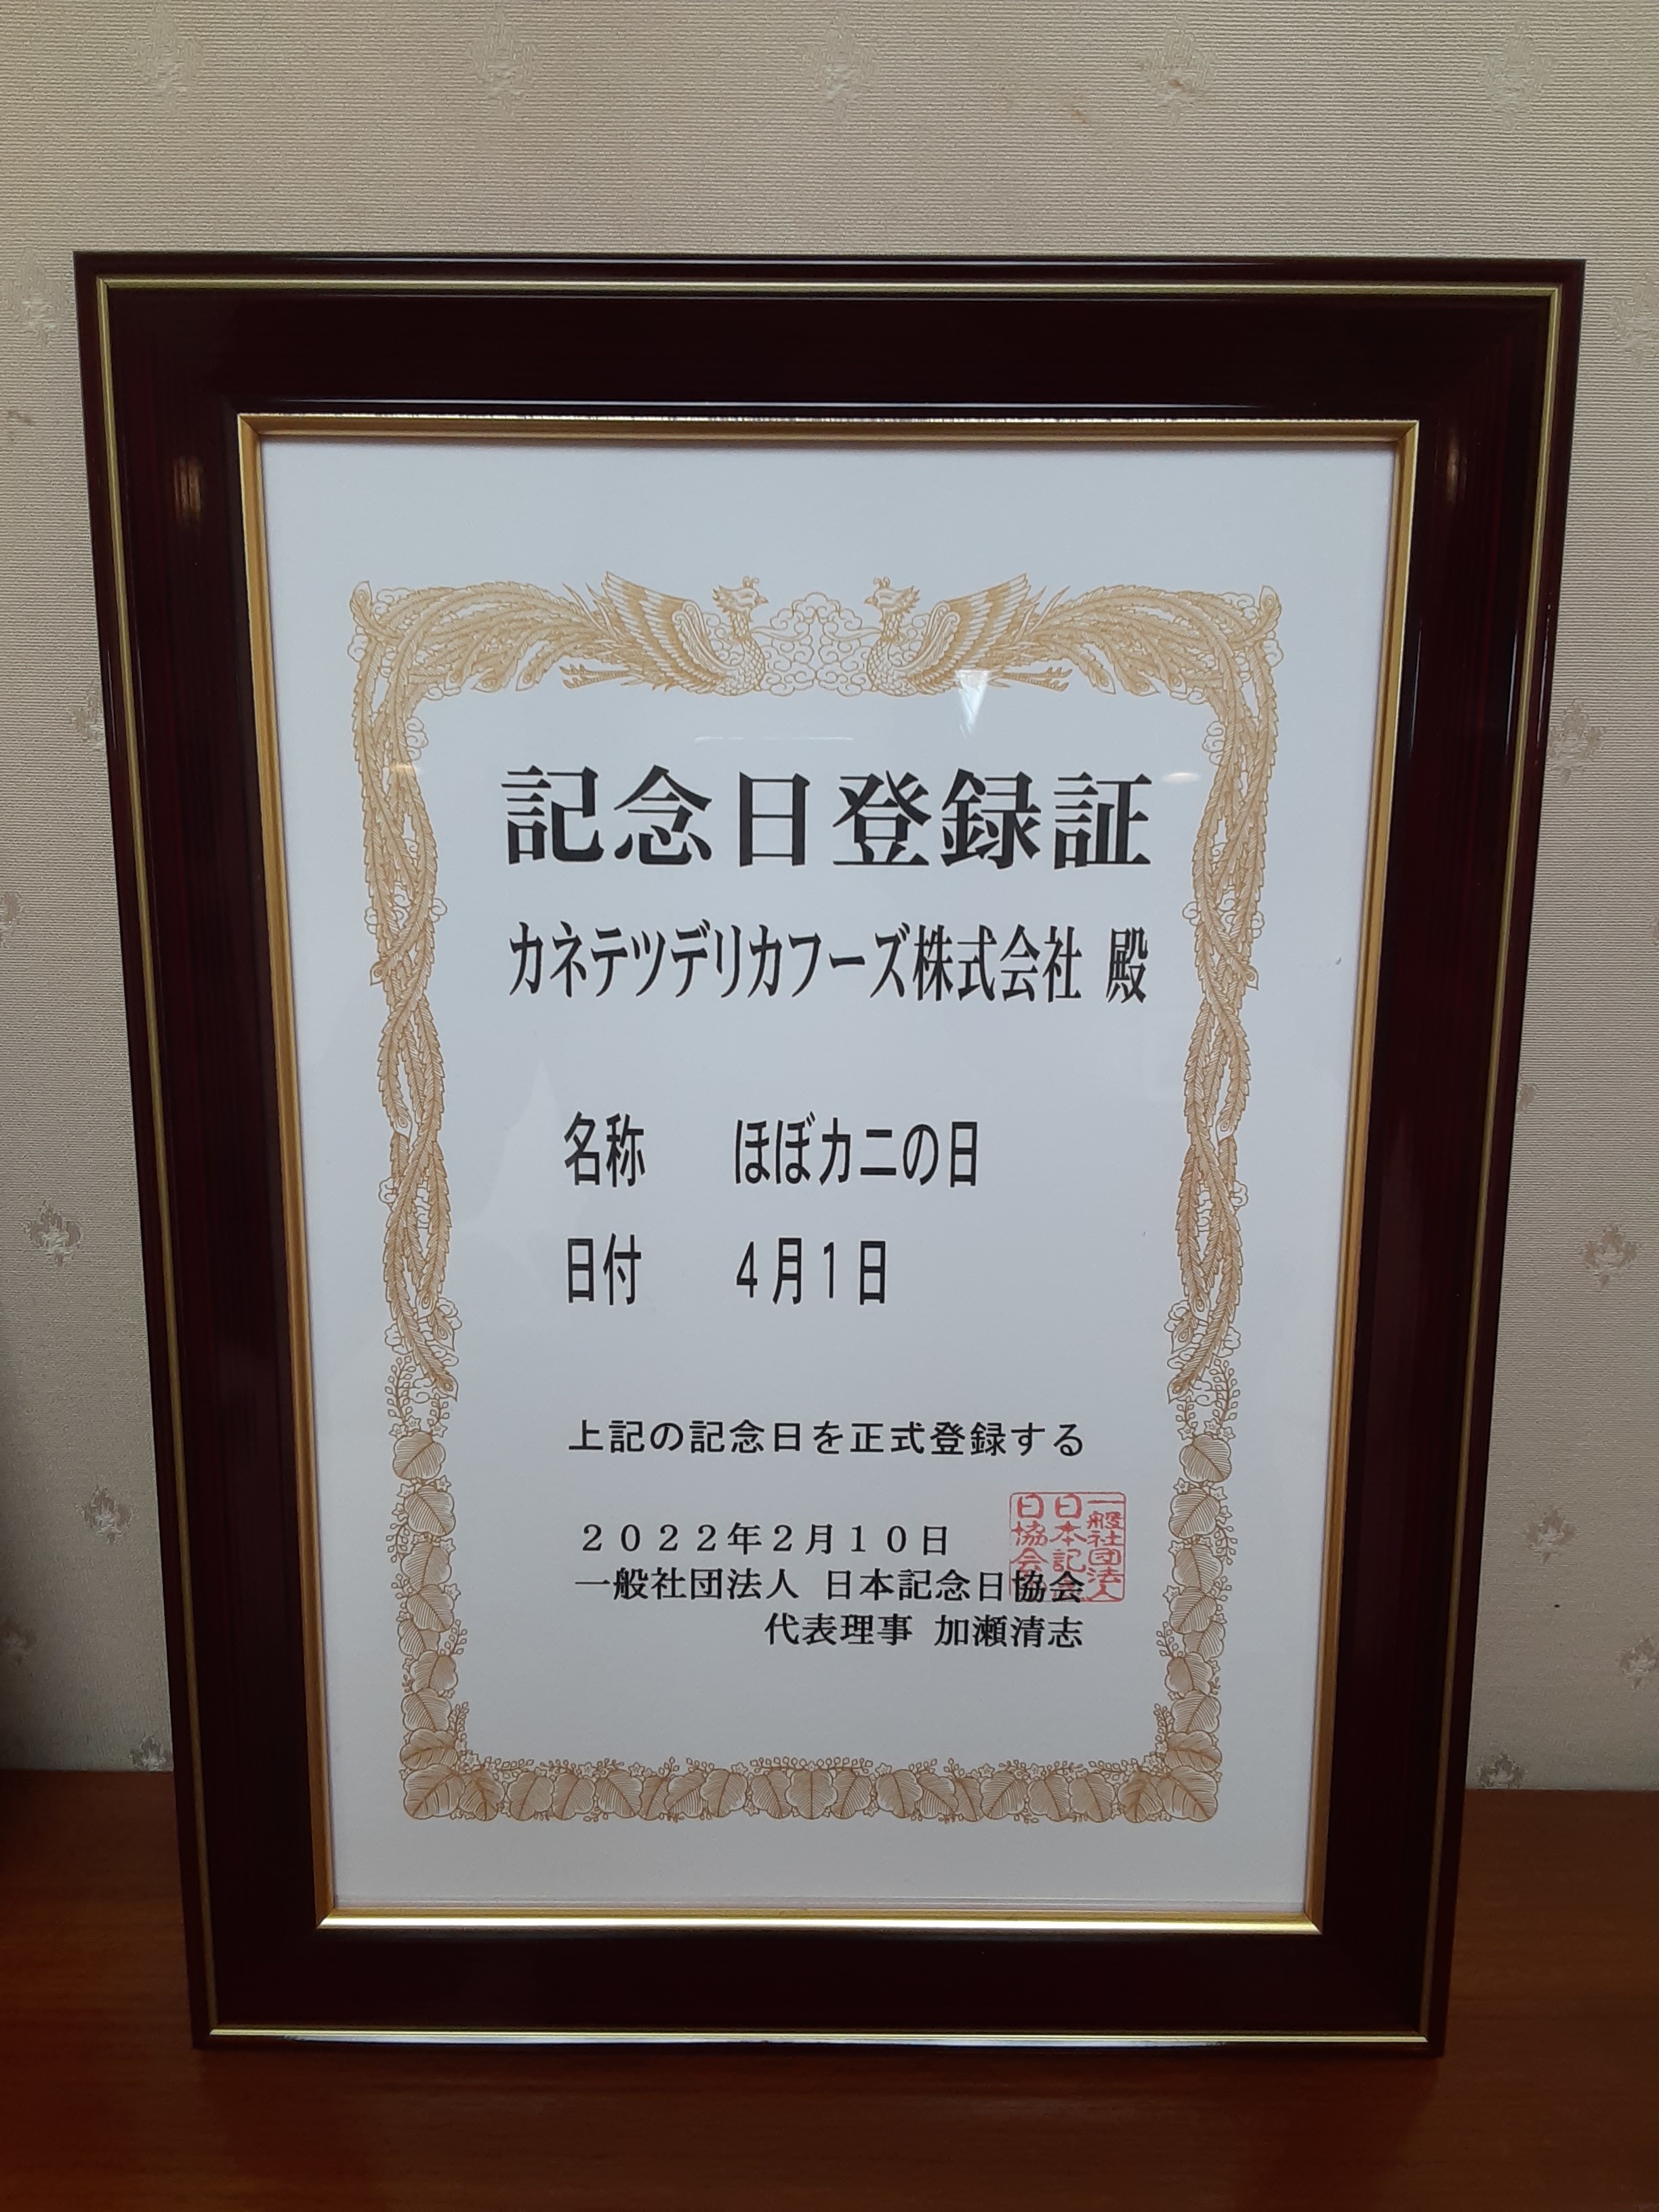 記念日登録証
カネテツデリカフーズ株式会社 殿
名称 ほぼカニの日
日付 4月1日
上記の記念日を正式登録する
2022年2月10日
一般社団法人 日本記念日協会
代表理事 加瀬清志
一般社団法人
日本記念
日協会